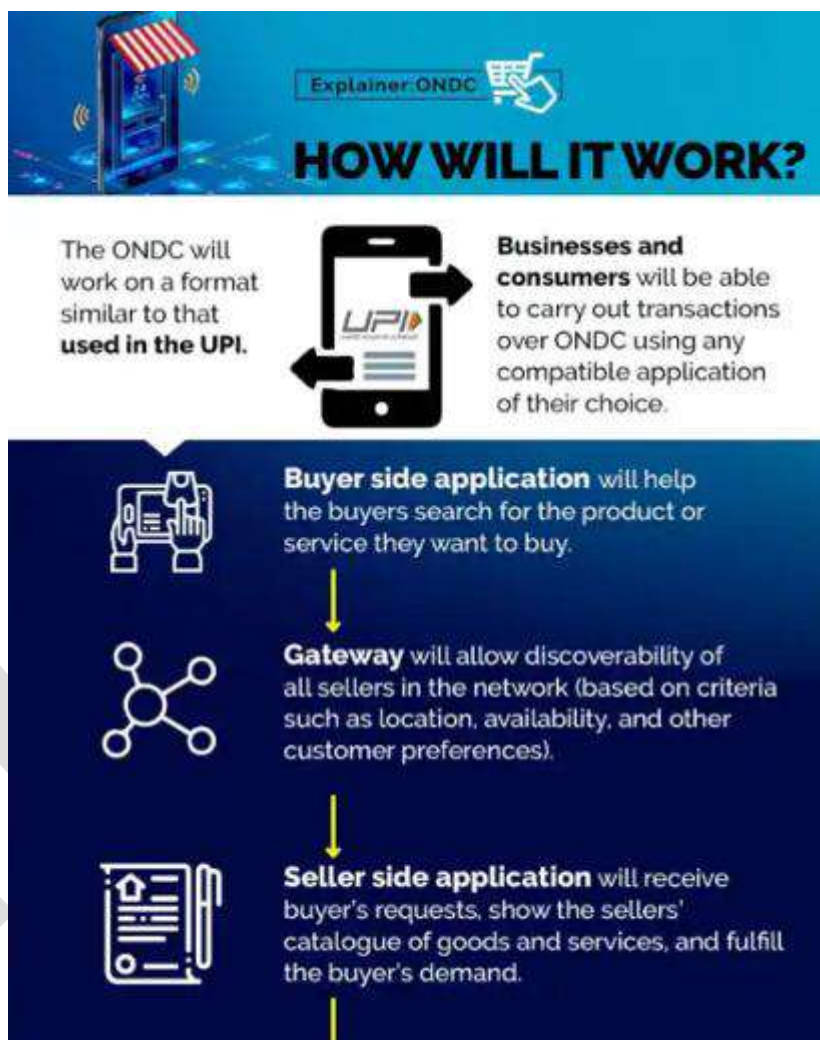 Explainer:ONDC
HOW WILL IT WORK?
The ONDC will
work on a format
similar to that
used in the UPI.
UPI
Businesses and
consumers will be able
to carry out transactions
over ONDC using any
compatible application
of their choice.
Buyer side application will help
the buyers search for the product or
service they want to buy.
Gateway will allow discoverability of
all sellers in the network (based on criteria
such as location, availability, and other
customer preferences).
Seller side application will receive
buyer's requests, show the sellers'
catalogue of goods and services, and fulfill
the buyer's demand.